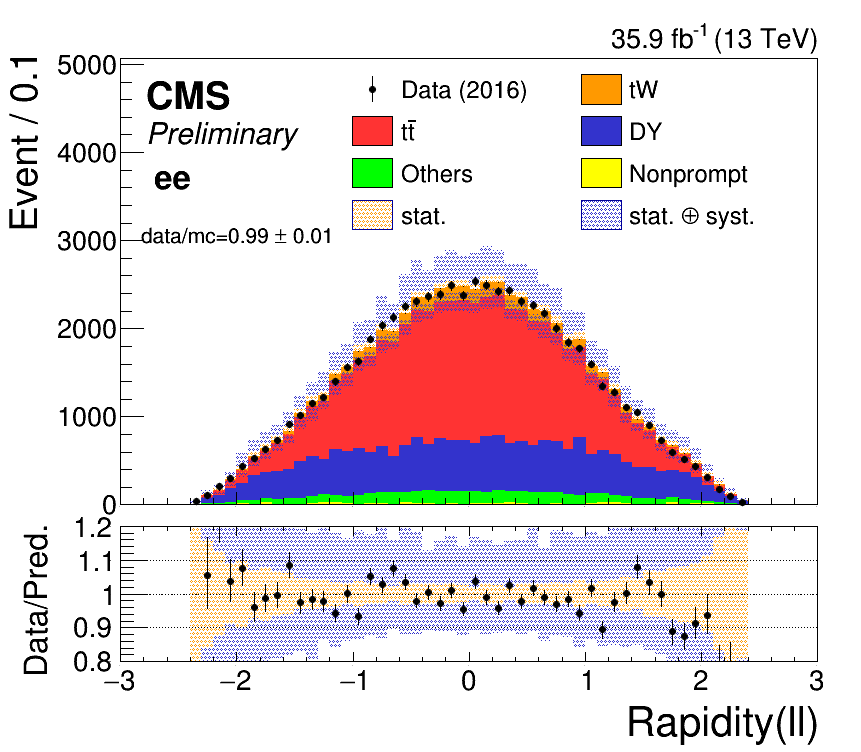 35.9 fb⁻¹ (13 TeV)
Event / 0.1
5000
4000
3000
2000
1000
0
CMS
Preliminary
ee
data/mc=0.99 ± 0.01
Data (2016)
tW
tt̄
DY
Others
Nonprompt
stat.
stat. ⊕ syst.
Data/Pred.
1.2
1.1
1
0.9
0.8
−3 −2 −1 0 1 2 3
Rapidity(ll)